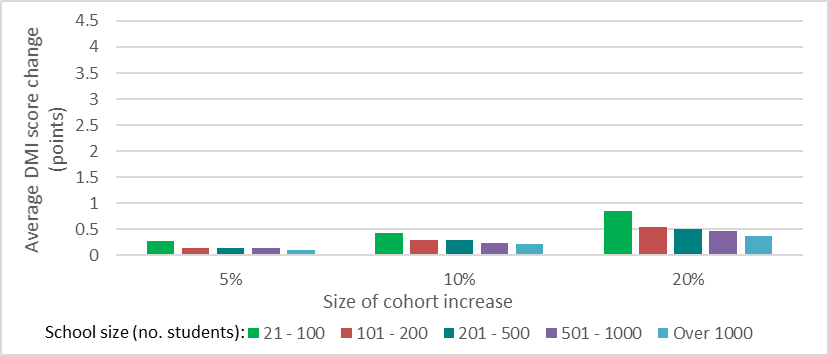 Average DMI score change
(points)
4.5
4
3.5
3
2.5
2
1.5
1
0.5
0
5% 10% 20%
Size of cohort increase
School size (no. students): 21 - 100 101 - 200 201 - 500 501 - 1000 Over 1000